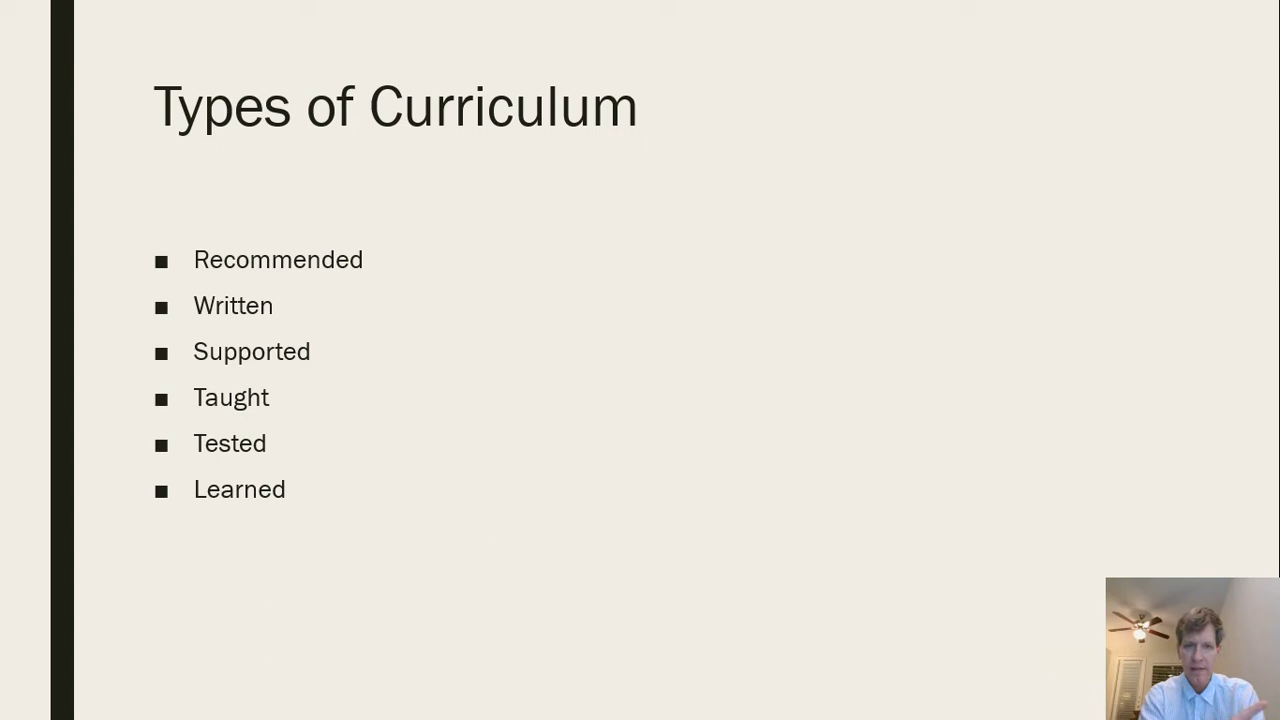 Types of Curriculum
■ Recommended
■ Written
■ Supported
■ Taught
■ Tested
■ Learned